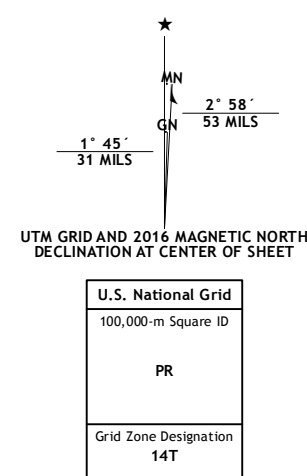 ★
MN
GN
2° 58´
53 MILS
1° 45´
31 MILS
UTM GRID AND 2016 MAGNETIC NORTH
DECLINATION AT CENTER OF SHEET
U.S. National Grid
100,000-m Square ID
PR
Grid Zone Designation
14T